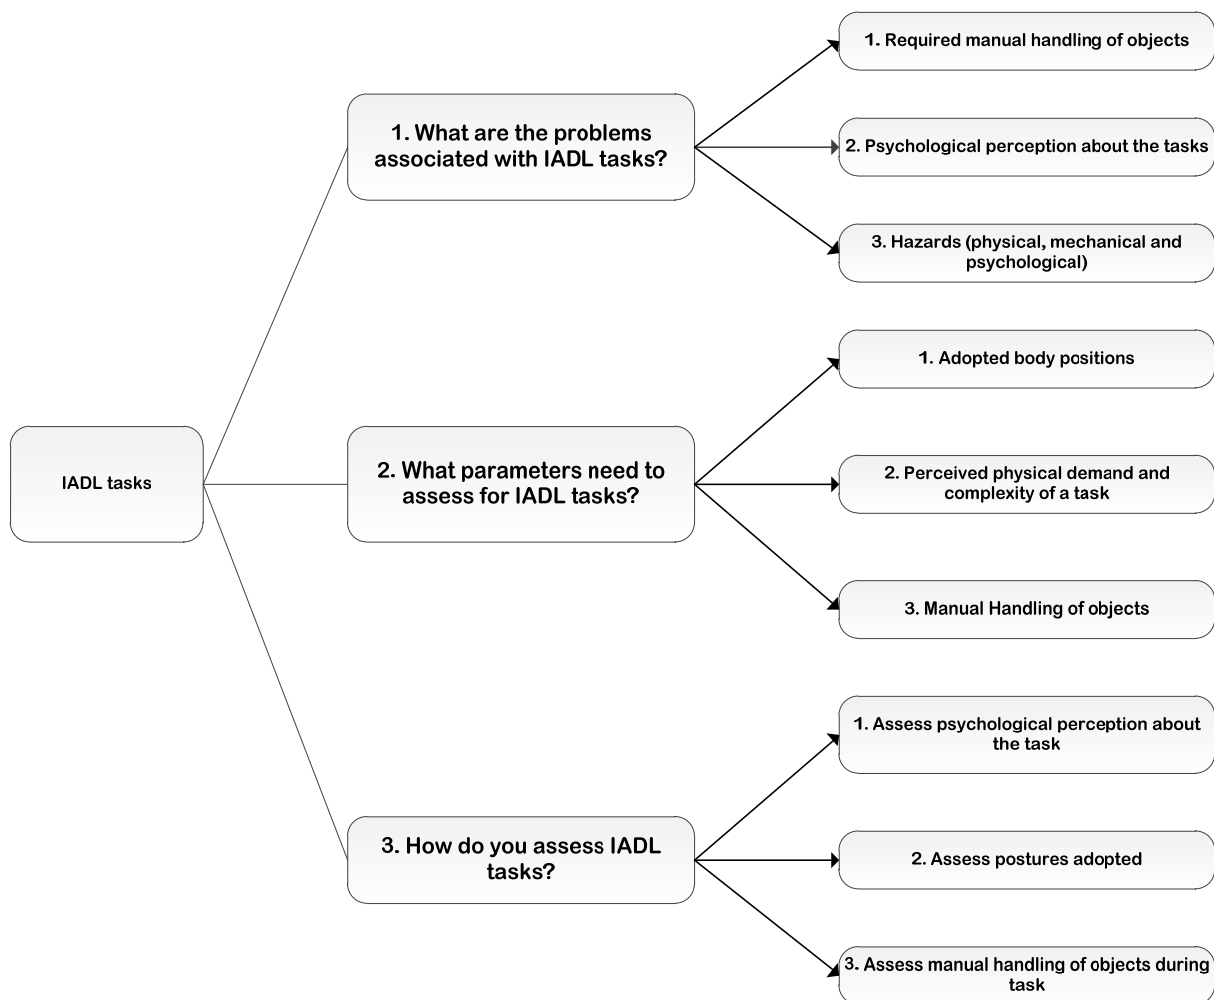 IADL tasks
1. What are the problems
associated with IADL tasks?
1. Required manual handling of objects
2. Psychological perception about the tasks
3. Hazards (physical, mechanical and
psychological)
2. What parameters need to
assess for IADL tasks?
1. Adopted body positions
2. Perceived physical demand and
complexity of a task
3. Manual Handling of objects
3. How do you assess IADL
tasks?
1. Assess psychological perception about
the task
2. Assess postures adopted
3. Assess manual handling of objects during
task